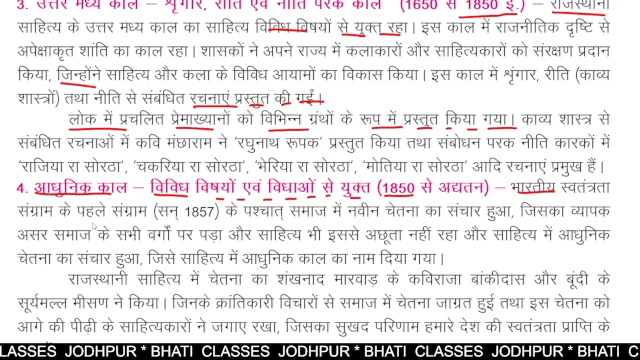 3. उत्तर मध्य काल – श्रृंगार, रीति एवं नीति परक काल (1650 से 1850 इ.) – राजस्थानी
साहित्य के उत्तर मध्य काल का साहित्य विविध विषयों से युक्त रहा। इस काल में राजनीतिक दृष्टि से
अपेक्षाकृत शांति का काल रहा। शासकों ने अपने राज्य में कलाकारों और साहित्यकारों को संरक्षण प्रदान
किया, जिन्होंने साहित्य और कला के विविध आयामों का विकास किया। इस काल में श्रृंगार, रीति (काव्य
शास्त्रों) तथा नीति से संबंधित रचनाएं प्रस्तुत की गईं।
लोक में प्रचलित प्रेमाख्यानों को विभिन्न ग्रंथों के रूप में प्रस्तुत किया गया। काव्य शास्त्र से
संबंधित रचनाओं में कवि मंछाराम ने 'रघुनाथ रूपक' प्रस्तुत किया तथा संबोधन परक नीति कारकों में
'राजिया रा सोरठा', 'चकरिया रा सोरठा', 'भेरिया रा सोरठा', 'मोतिया रा सोरठा' आदि रचनाएं प्रमुख हैं।
4. आधुनिक काल – विविध विषयों एवं विधाओं से युक्त (1850 से अद्यतन) – भारतीय स्वतंत्रता
संग्राम के पहले संग्राम (सन् 1857) के पश्चात् समाज में नवीन चेतना का संचार हुआ, जिसका व्यापक
असर समाज के सभी वर्गो पर पड़ा और साहित्य भी इससे अछूता नहीं रहा और साहित्य में आधुनिक
चेतना का संचार हुआ, जिसे साहित्य में आधुनिक काल का नाम दिया गया।
राजस्थानी साहित्य में चेतना का शंखनाद मारवाड़ के कविराजा बांकीदास और बूंदी के
सूर्यमल्ल मीसण ने किया। जिनके क्रांतिकारी विचारों से समाज में चेतना जाग्रत हुई तथा इस चेतना को
आगे की पीढ़ी के साहित्यकारों ने जगाए रखा, जिसका सुखद परिणाम हमारे देश की स्वतंत्रता प्राप्ति के
CLASSES JODHPUR * BHATI CLASSES JODHPUR * BHATI CLASSES JODHPUR * BHATI